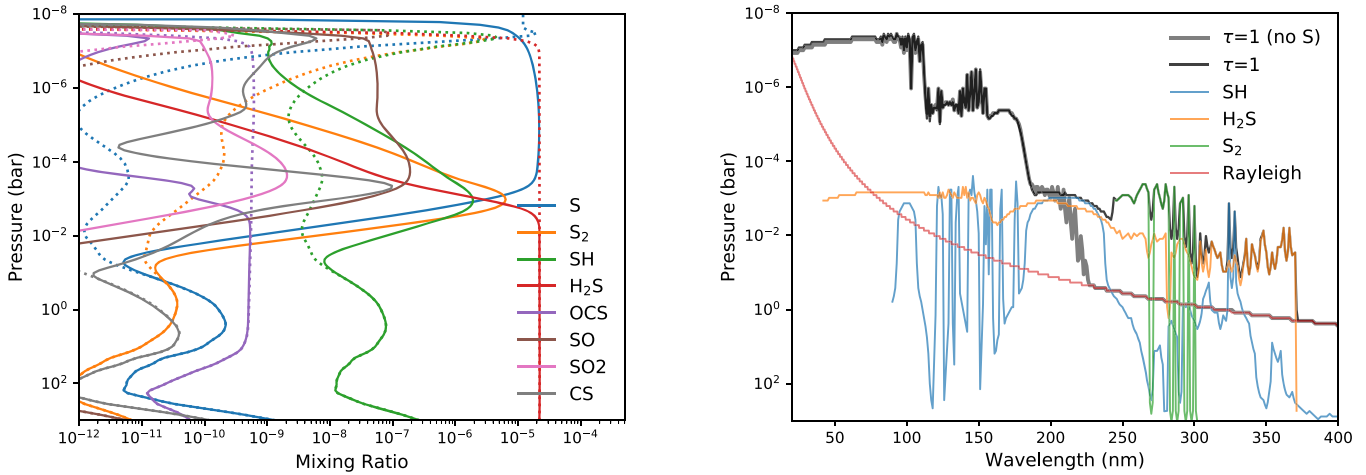 10⁻⁸
10⁻⁶
10⁻⁴
10⁻²
10⁰
10²
Pressure (bar)
S
S₂
SH
H₂S
OCS
SO
SO2
CS
10⁻¹²
10⁻¹¹
10⁻¹⁰
10⁻⁹
10⁻⁸
10⁻⁷
10⁻⁶
10⁻⁵
10⁻⁴
Mixing Ratio
10⁻⁸
10⁻⁶
10⁻⁴
10⁻²
10⁰
10²
Pressure (bar)
τ=1 (no S)
τ=1
SH
H₂S
S₂
Rayleigh
50
100
150
200
250
300
350
400
Wavelength (nm)